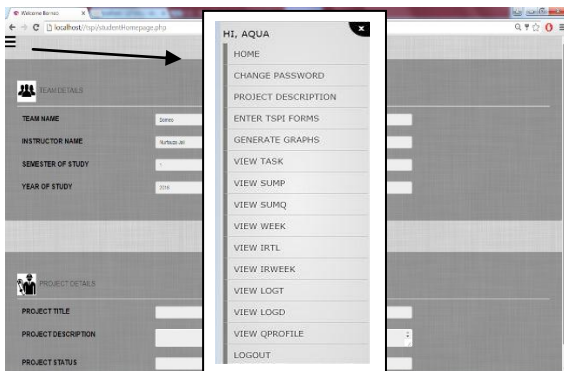 Welcome Borneo
localhost/tspi/studentHomepage.php
HI, AQUA
HOME
CHANGE PASSWORD
PROJECT DESCRIPTION
ENTER TSPI FORMS
GENERATE GRAPHS
VIEW TASK
VIEW SUMP
VIEW SUMQ
VIEW WEEK
VIEW IRTL
VIEW IRWEEK
VIEW LOGT
VIEW LOGD
VIEW QPROFILE
LOGOUT
TEAM DETAILS
TEAM NAME
Borneo
INSTRUCTOR NAME
SEMESTER OF STUDY
1
YEAR OF STUDY
2016
PROJECT DETAILS
PROJECT TITLE
PROJECT DESCRIPTION
PROJECT STATUS